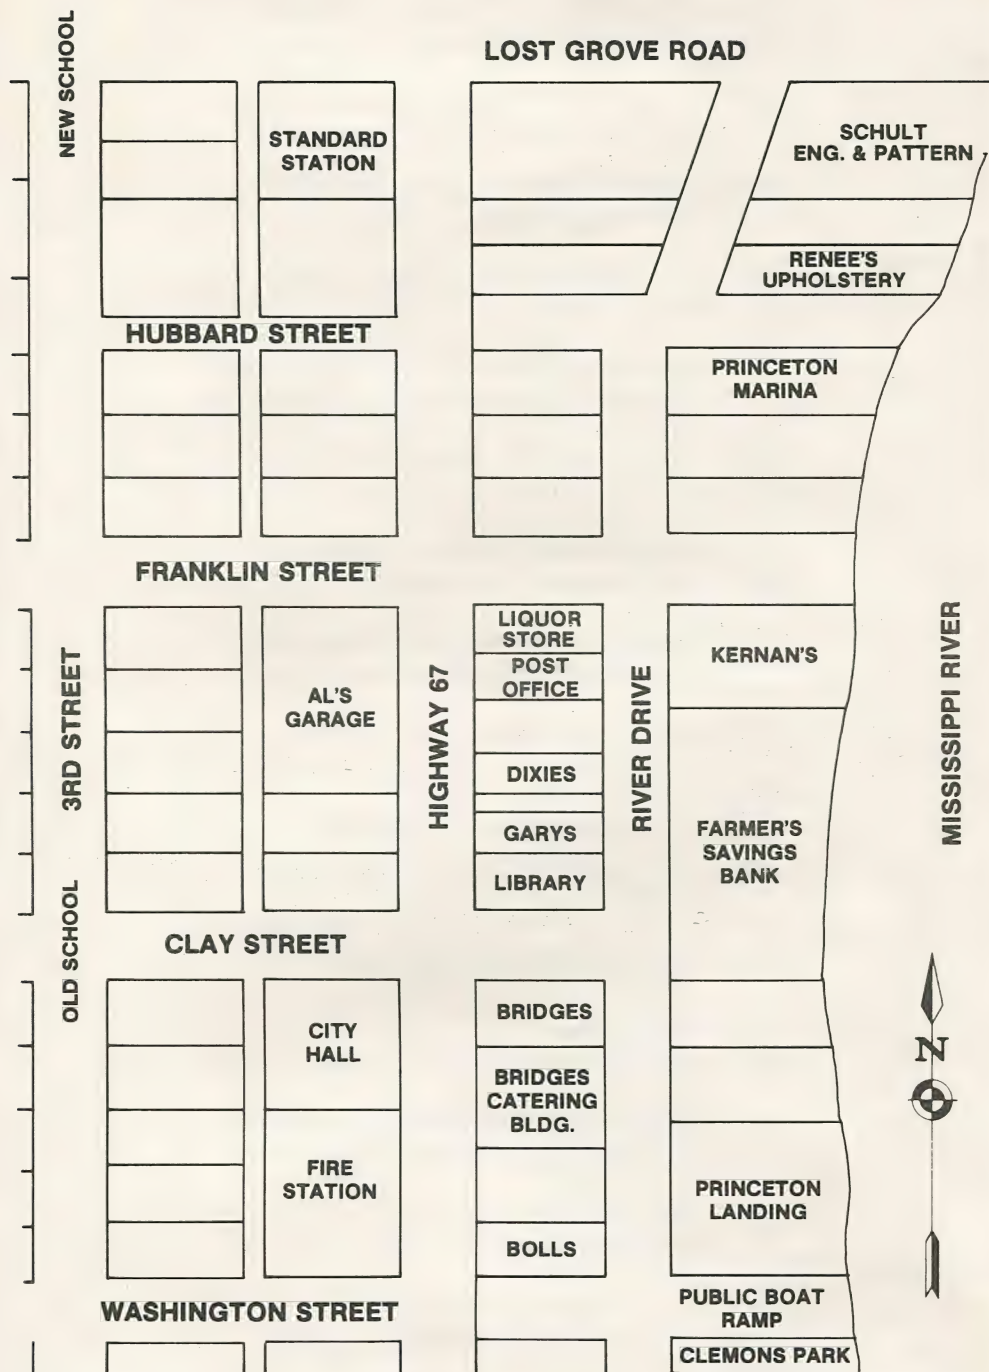 LOST GROVE ROAD
NEW SCHOOL
STANDARD
STATION
SCHULT
ENG. & PATTERN
RENEE'S
UPHOLSTERY
HUBBARD STREET
PRINCETON
MARINA
FRANKLIN STREET
LIQUOR
STORE
POST
OFFICE
KERNAN'S
3RD STREET
AL'S
GARAGE
HIGHWAY 67
RIVER DRIVE
MISSISSIPPI RIVER
DIXIES
GARYS
LIBRARY
FARMER'S
SAVINGS
BANK
OLD SCHOOL
CLAY STREET
CITY
HALL
BRIDGES
BRIDGES
CATERING
BLDG.
N
FIRE
STATION
PRINCETON
LANDING
BOLLS
WASHINGTON STREET
PUBLIC BOAT
RAMP
CLEMONS PARK